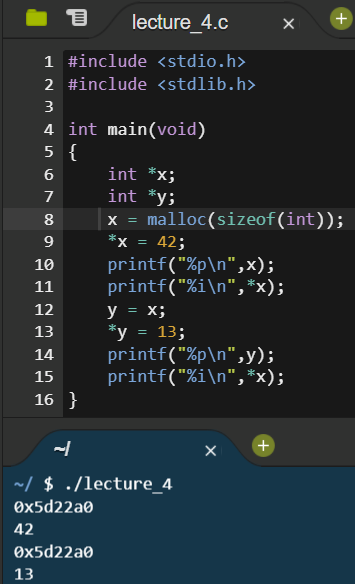 lecture_4.c × +
1 #include <stdio.h>
2 #include <stdlib.h>
3
4 int main(void)
5 {
6     int *x;
7     int *y;
8     x = malloc(sizeof(int));
9     *x = 42;
10     printf("%p\n",x);
11     printf("%i\n",*x);
12     y = x;
13     *y = 13;
14     printf("%p\n",y);
15     printf("%i\n",*x);
16 }
~/ × +
~/ $ ./lecture_4
0x5d22a0
42
0x5d22a0
13